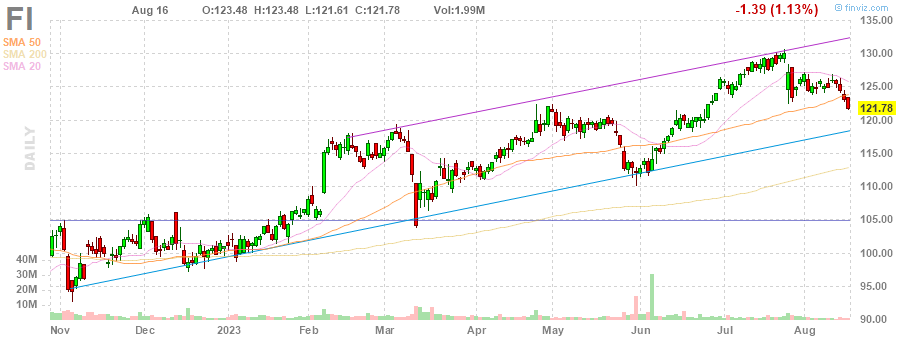 FI
Aug 16 O:123.48 H:123.48 L:121.61 C:121.78 Vol:1.99M -1.39 (1.13%) © finviz.com
SMA 50
SMA 200
SMA 20
DAILY
135.00
130.00
125.00
121.78
120.00
115.00
110.00
105.00
100.00
95.00
90.00
40M
30M
20M
10M
Nov Dec 2023 Feb Mar Apr May Jun Jul Aug